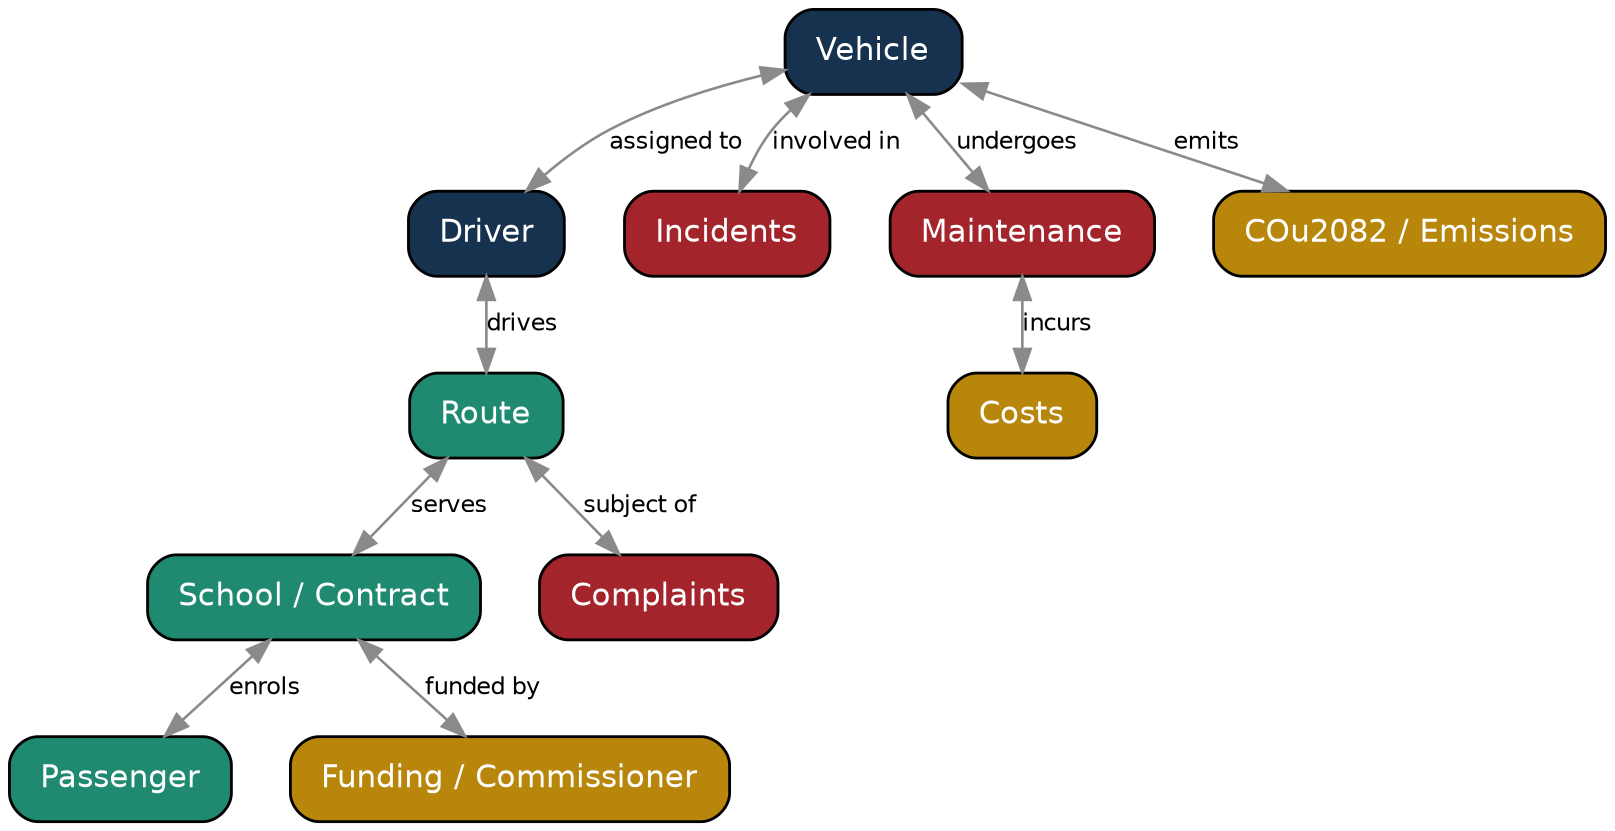 Vehicle
assigned to
involved in
undergoes
emits
Driver
Incidents
Maintenance
COu2082 / Emissions
drives
incurs
Route
Costs
serves
subject of
School / Contract
Complaints
enrols
funded by
Passenger
Funding / Commissioner